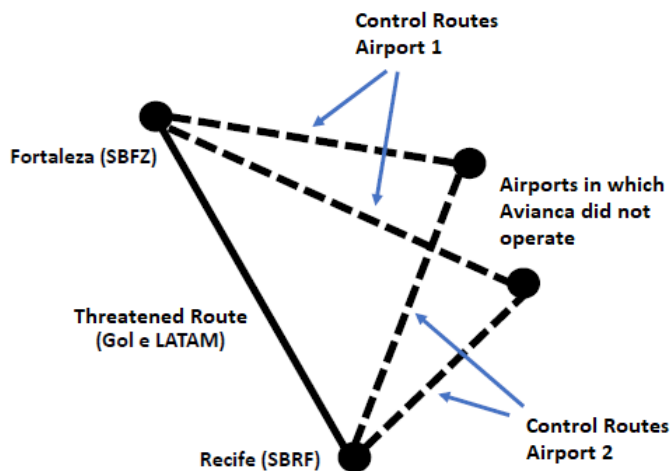 Control Routes
Airport 1
Fortaleza (SBFZ)
Airports in which
Avianca did not
operate
Threatened Route
(Gol e LATAM)
Control Routes
Airport 2
Recife (SBRF)